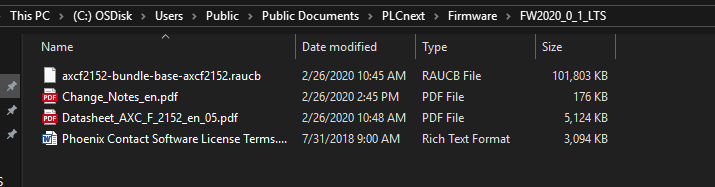 This PC > (C:) OSDisk > Users > Public > Public Documents > PLCnext > Firmware > FW2020_0_1_LTS
Name Date modified Type Size
axcf2152-bundle-base-axcf2152.raucb 2/26/2020 10:45 AM RAUCB File 101,803 KB
PDF Change_Notes_en.pdf 2/26/2020 2:45 PM PDF File 176 KB
PDF Datasheet_AXC_F_2152_en_05.pdf 2/26/2020 10:48 AM PDF File 5,124 KB
W Phoenix Contact Software License Terms.... 7/31/2018 9:00 AM Rich Text Format 3,094 KB